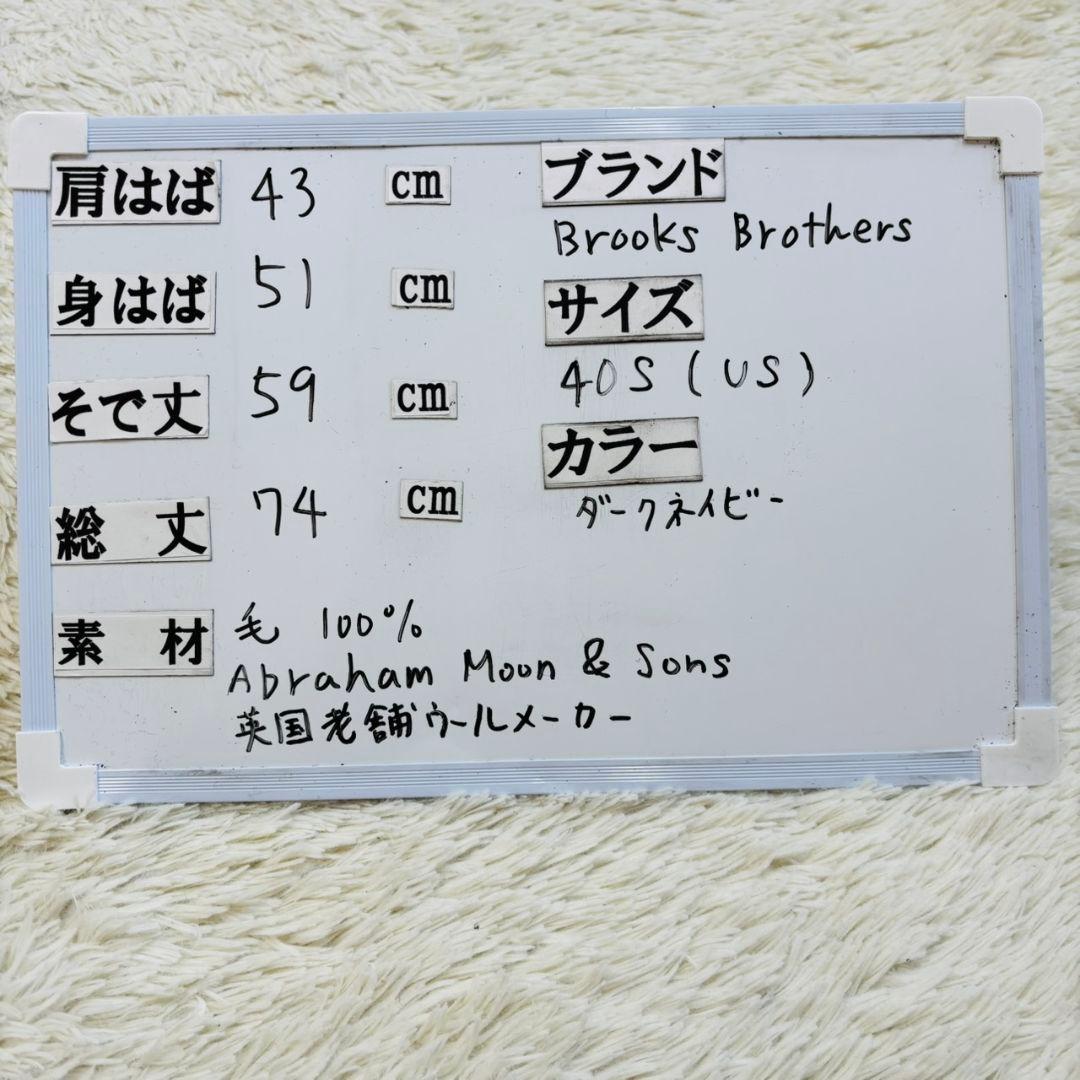 肩はば 43 cm
身はば 51 cm
そで丈 59 cm
総丈 74 cm
素材 毛 100%
Abraham Moon & Sons
英国老舗ウールメーカー
ブランド
Brooks Brothers
サイズ
40S (US)
カラー
ダークネイビー